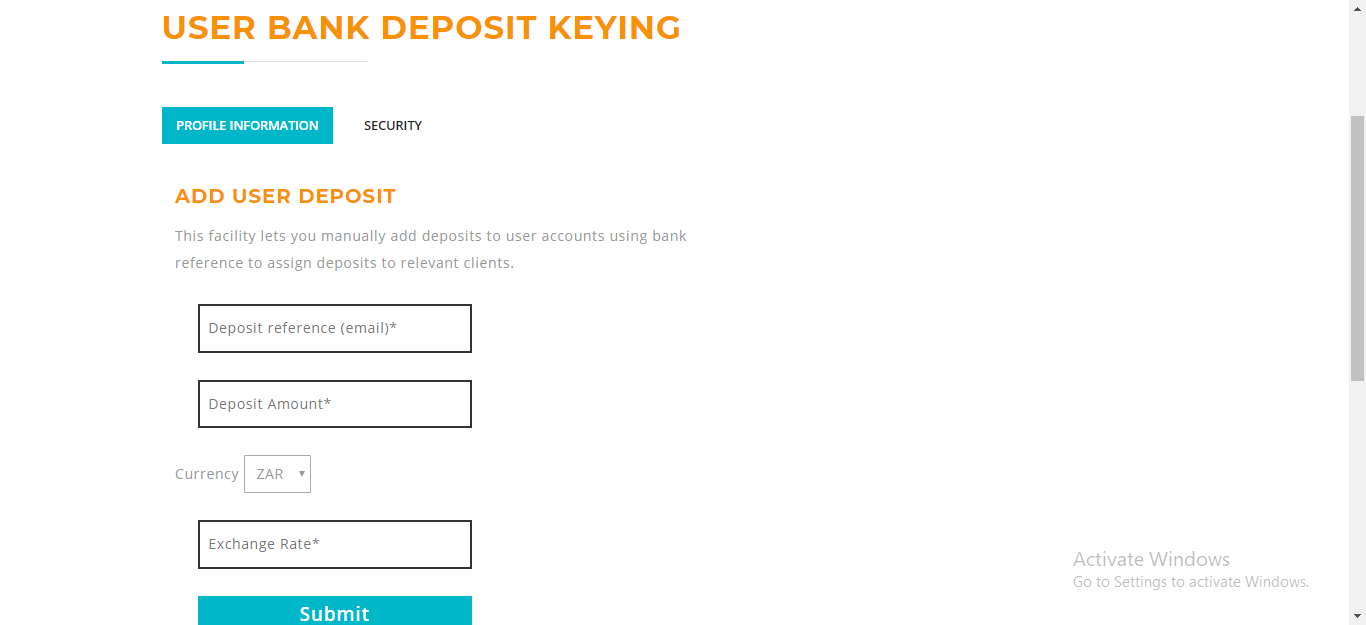 USER BANK DEPOSIT KEYING
PROFILE INFORMATION
SECURITY
ADD USER DEPOSIT
This facility lets you manually add deposits to user accounts using bank
reference to assign deposits to relevant clients.
Deposit reference (email)*
Deposit Amount*
Currency ZAR
Exchange Rate*
Submit
Activate Windows
Go to Settings to activate Windows.